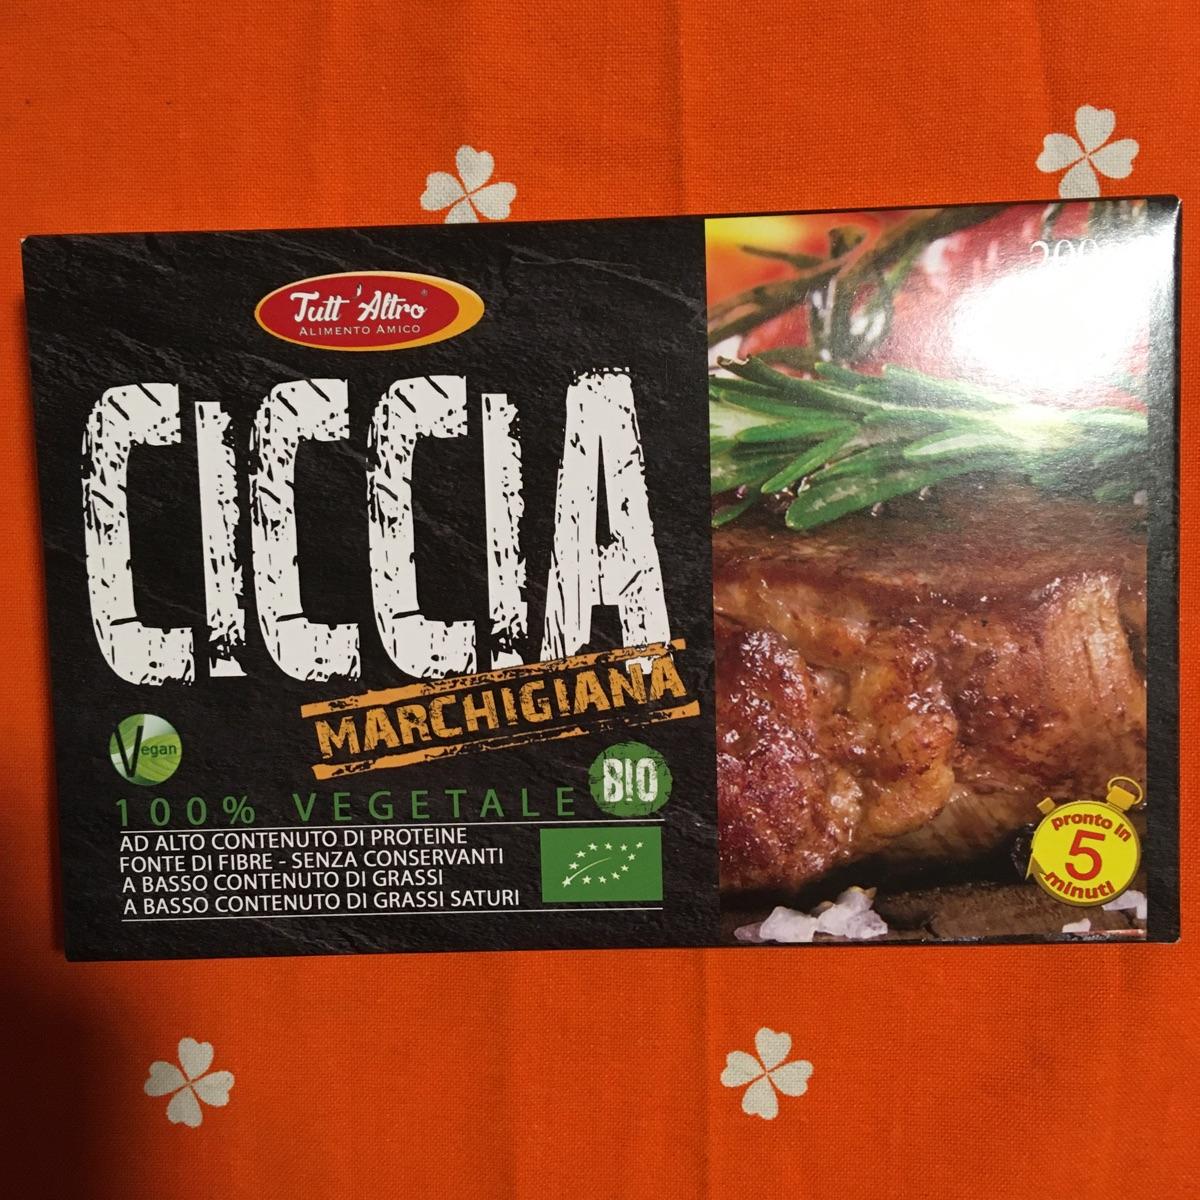 Tutt'Altro®
ALIMENTO AMICO
CICCIA
MARCHIGIANA
Vegan
BIO
100% VEGETALE
AD ALTO CONTENUTO DI PROTEINE
FONTE DI FIBRE - SENZA CONSERVANTI
A BASSO CONTENUTO DI GRASSI
A BASSO CONTENUTO DI GRASSI SATURI
pronto in
5
minuti